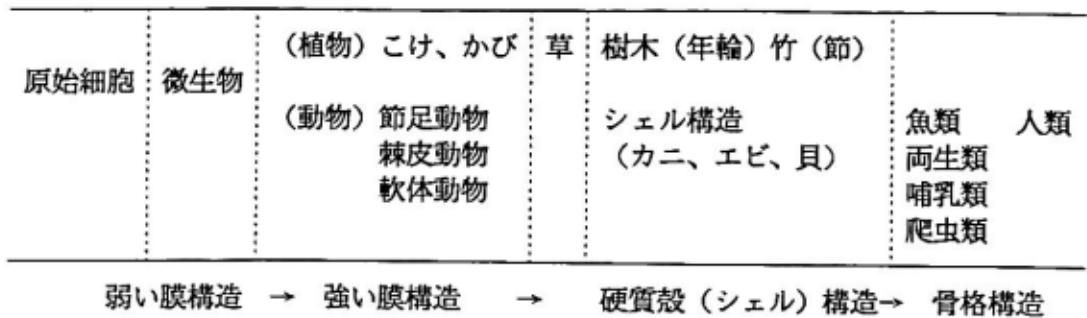 （植物）こけ、かび 草 樹木（年輪）竹（節）
原始細胞 微生物
（動物）節足動物 シェル構造 魚類 人類
棘皮動物 （カニ、エビ、貝） 両生類
軟体動物 哺乳類
爬虫類
弱い膜構造 → 強い膜構造 → 硬質殻（シェル）構造→ 骨格構造